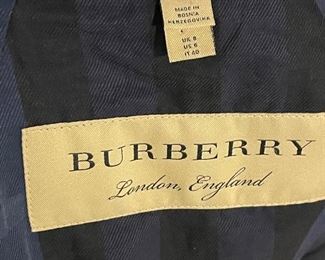 MADE IN
BOSNIA
HERZEGOVINA
UK 8
US 6
IT 40
BURBERRY
London, England